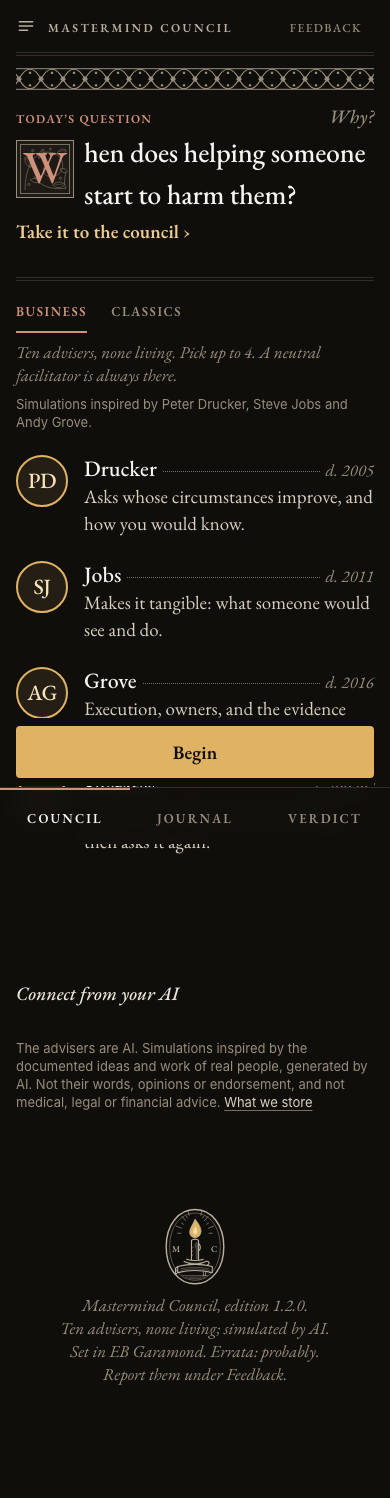 MASTERMIND COUNCIL
FEEDBACK
TODAY'S QUESTION
Why?
When does helping someone
start to harm them?
Take it to the council ›
BUSINESS
CLASSICS
Ten advisers, none living. Pick up to 4. A neutral
facilitator is always there.
Simulations inspired by Peter Drucker, Steve Jobs and
Andy Grove.
PD
Drucker
d. 2005
Asks whose circumstances improve, and
how you would know.
SJ
Jobs
d. 2011
Makes it tangible: what someone would
see and do.
AG
Grove
d. 2016
Execution, owners, and the evidence
Begin
COUNCIL
JOURNAL
VERDICT
then asks it again.
Connect from your AI
The advisers are AI. Simulations inspired by the
documented ideas and work of real people, generated by
AI. Not their words, opinions or endorsement, and not
medical, legal or financial advice. What we store
M C
Mastermind Council, edition 1.2.0.
Ten advisers, none living; simulated by AI.
Set in EB Garamond. Errata: probably.
Report them under Feedback.